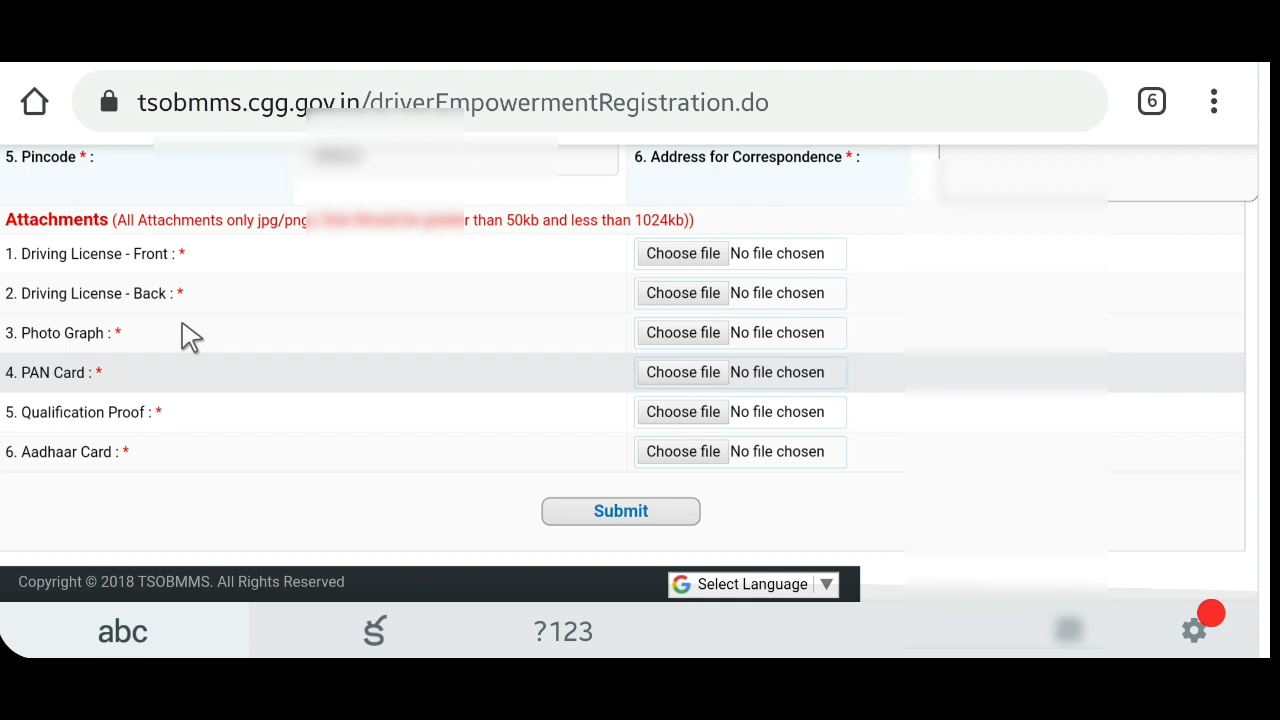 6
tsobmms.cgg.gov.in/driverEmpowermentRegistration.do
5. Pincode * :
6. Address for Correspondence * :
Attachments (All Attachments only jpg/png r than 50kb and less than 1024kb))
1. Driving License - Front : *
Choose file No file chosen
2. Driving License - Back : *
Choose file No file chosen
3. Photo Graph : *
Choose file No file chosen
4. PAN Card : *
Choose file No file chosen
5. Qualification Proof : *
Choose file No file chosen
6. Aadhaar Card : *
Choose file No file chosen
Submit
Copyright © 2018 TSOBMMS. All Rights Reserved
G Select Language ▼
abc
క
?123